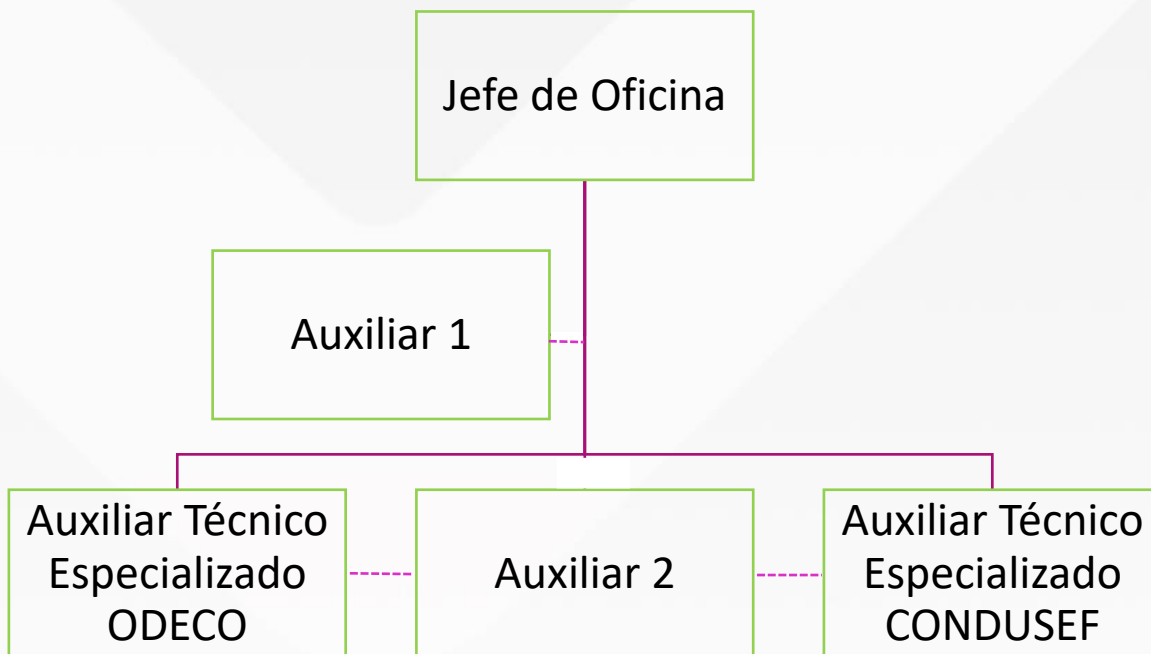 Jefe de Oficina
Auxiliar 1
Auxiliar Técnico
Especializado
ODECO
Auxiliar 2
Auxiliar Técnico
Especializado
CONDUSEF